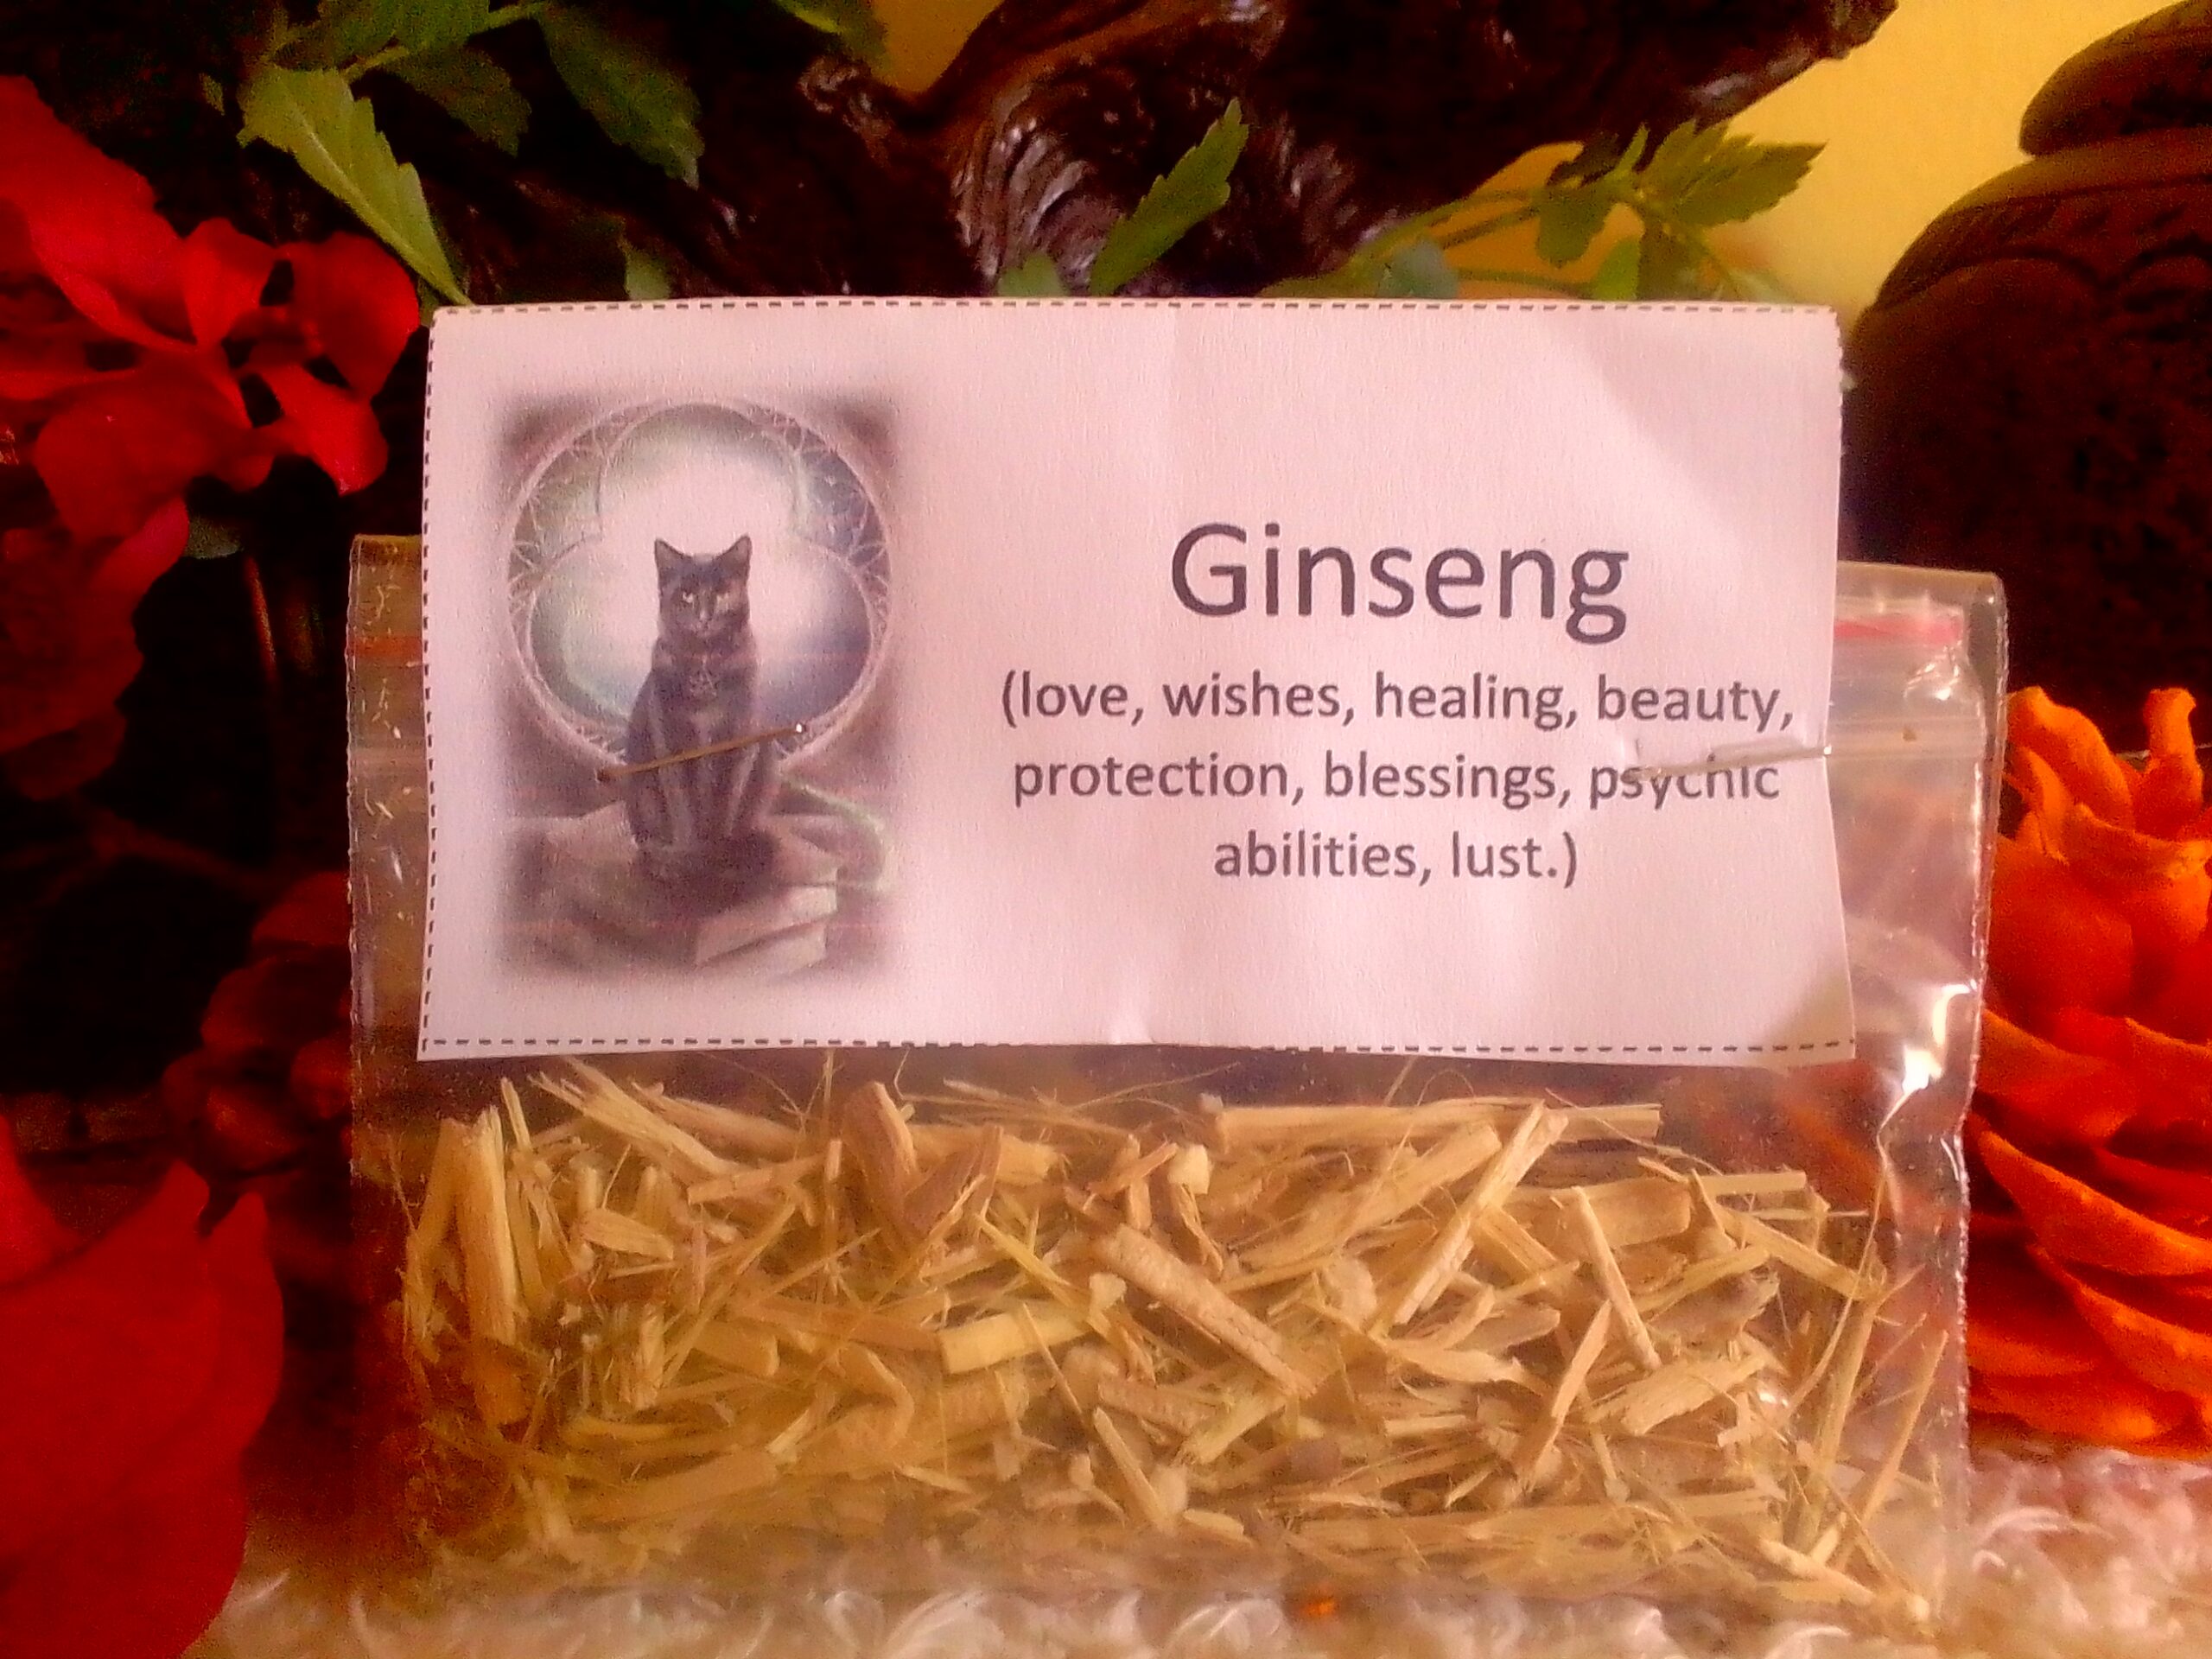 Ginseng
(love, wishes, healing, beauty,
protection, blessings, psychic
abilities, lust.)